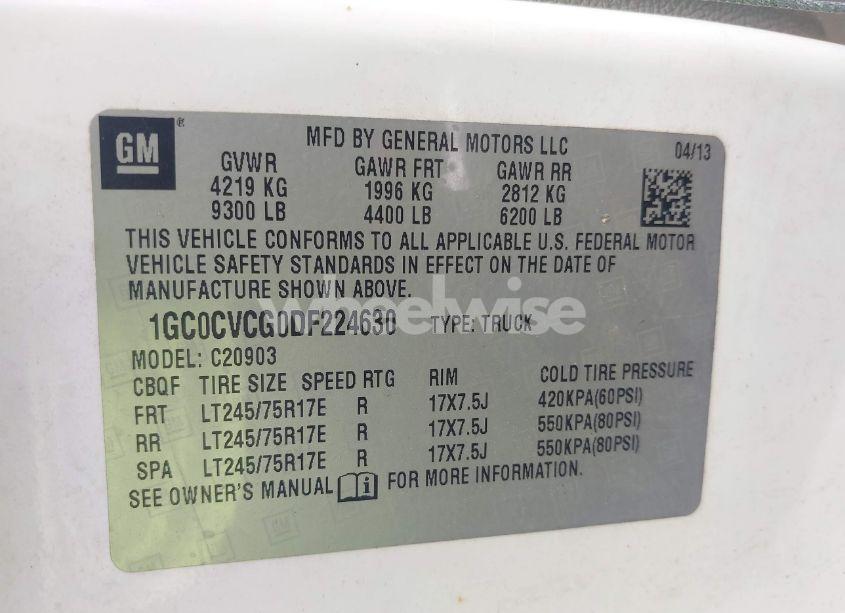 GM®
MFD BY GENERAL MOTORS LLC 04/13
GVWR GAWR FRT GAWR RR
4219 KG 1996 KG 2812 KG
9300 LB 4400 LB 6200 LB
THIS VEHICLE CONFORMS TO ALL APPLICABLE U.S. FEDERAL MOTOR
VEHICLE SAFETY STANDARDS IN EFFECT ON THE DATE OF
MANUFACTURE SHOWN ABOVE.
Wheelwise
1GC0CVCG0DF224630 TYPE: TRUCK
MODEL: C20903
CBQF TIRE SIZE SPEED RTG RIM COLD TIRE PRESSURE
FRT LT245/75R17E R 17X7.5J 420KPA(60PSI)
RR LT245/75R17E R 17X7.5J 550KPA(80PSI)
SPA LT245/75R17E R 17X7.5J 550KPA(80PSI)
SEE OWNER'S MANUAL i FOR MORE INFORMATION.
GM